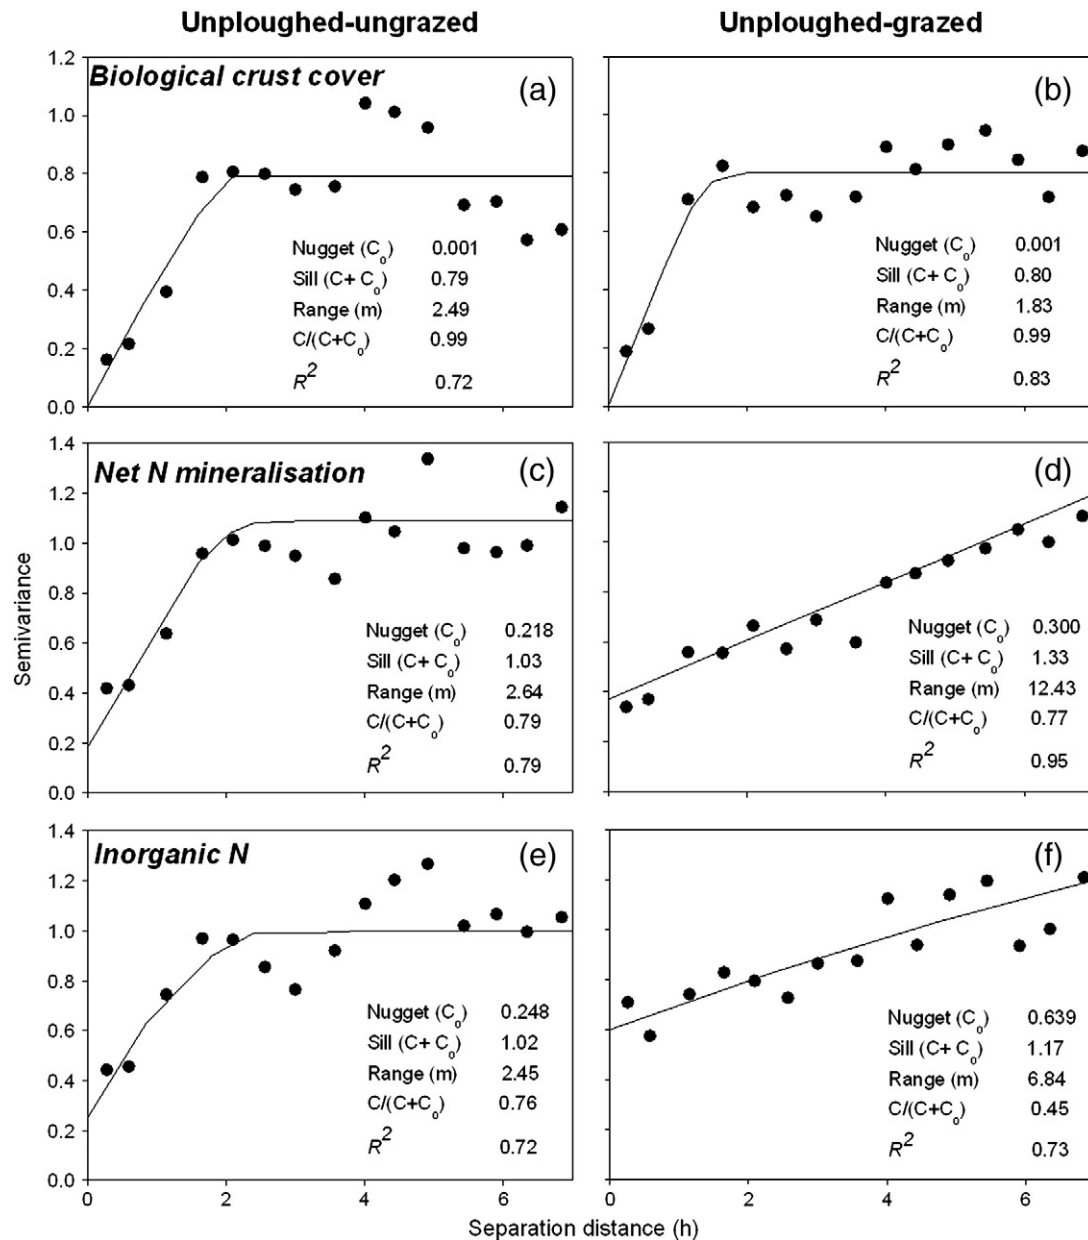 Unploughed-ungrazed
Unploughed-grazed
1.2
1.0
0.8
0.6
0.4
0.2
0.0
Biological crust cover
(a)
Nugget (C₀) 0.001
Sill (C+ C₀) 0.79
Range (m) 2.49
C/(C+C₀) 0.99
R² 0.72
(b)
Nugget (C₀) 0.001
Sill (C+ C₀) 0.80
Range (m) 1.83
C/(C+C₀) 0.99
R² 0.83
Semivariance
1.4
1.2
1.0
0.8
0.6
0.4
0.2
0.0
Net N mineralisation
(c)
Nugget (C₀) 0.218
Sill (C+ C₀) 1.03
Range (m) 2.64
C/(C+C₀) 0.79
R² 0.79
(d)
Nugget (C₀) 0.300
Sill (C+ C₀) 1.33
Range (m) 12.43
C/(C+C₀) 0.77
R² 0.95
1.4
1.2
1.0
0.8
0.6
0.4
0.2
0.0
Inorganic N
(e)
Nugget (C₀) 0.248
Sill (C+ C₀) 1.02
Range (m) 2.45
C/(C+C₀) 0.76
R² 0.72
(f)
Nugget (C₀) 0.639
Sill (C+ C₀) 1.17
Range (m) 6.84
C/(C+C₀) 0.45
R² 0.73
0 2 4 6
0 2 4 6
Separation distance (h)